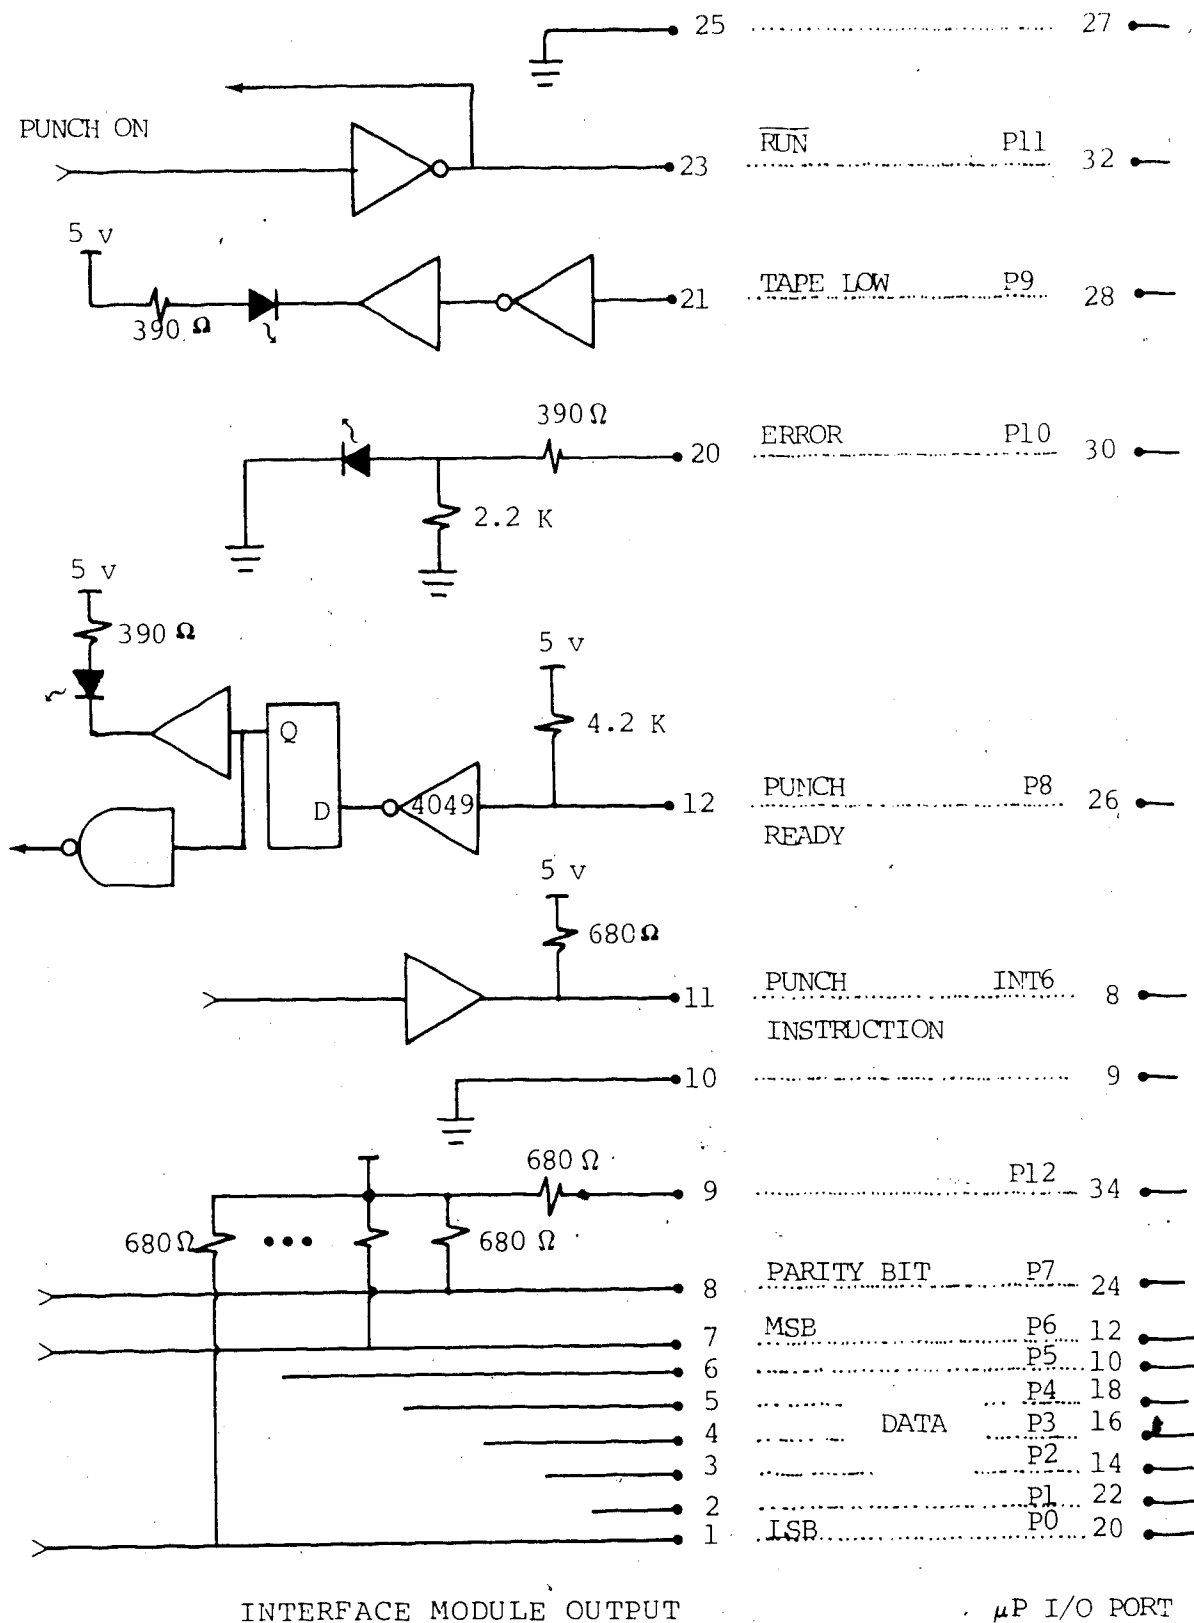 25 27
PUNCH ON
R̅U̅N̅ P11
23 32
5 v
TAPE LOW P9
21 28
390 Ω
390 Ω
ERROR P10
20 30
2.2 K
5 v
390 Ω
5 v
4.2 K
Q
D
4049
12 PUNCH P8 26
READY
5 v
680 Ω
11 PUNCH INT6 8
INSTRUCTION
10 9
680 Ω
9 P12 34
680 Ω ••• 680 Ω
8 PARITY BIT P7 24
7 MSB P6 12
6 P5 10
5 P4 18
4 DATA P3 16
3 P2 14
2 P1 22
1 LSB P0 20
INTERFACE MODULE OUTPUT μP I/O PORT